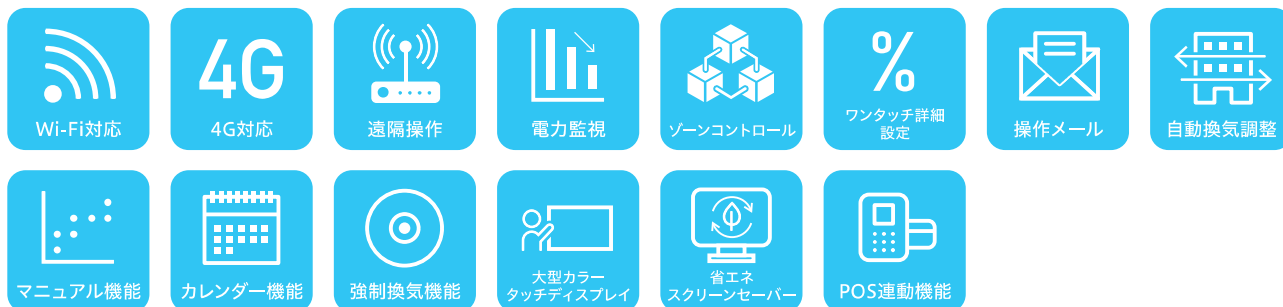 Wi-Fi対応
4G
4G対応
遠隔操作
電力監視
ゾーンコントロール
%
ワンタッチ詳細
設定
操作メール
自動換気調整
マニュアル機能
カレンダー機能
強制換気機能
大型カラー
タッチディスプレイ
省エネ
スクリーンセーバー
POS連動機能